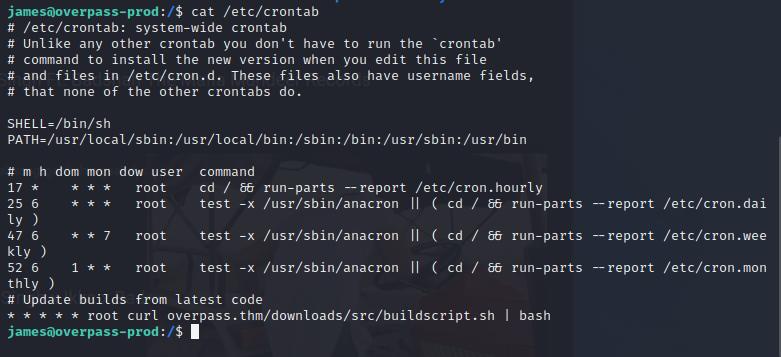 james@overpass-prod:/$ cat /etc/crontab
# /etc/crontab: system-wide crontab
# Unlike any other crontab you don't have to run the `crontab'
# command to install the new version when you edit this file
# and files in /etc/cron.d. These files also have username fields,
# that none of the other crontabs do.

SHELL=/bin/sh
PATH=/usr/local/sbin:/usr/local/bin:/sbin:/bin:/usr/sbin:/usr/bin

# m h dom mon dow user  command
17 *    * * *   root    cd / && run-parts --report /etc/cron.hourly
25 6    * * *   root    test -x /usr/sbin/anacron || ( cd / && run-parts --report /etc/cron.dai
ly )
47 6    * * 7   root    test -x /usr/sbin/anacron || ( cd / && run-parts --report /etc/cron.wee
kly )
52 6    1 * *   root    test -x /usr/sbin/anacron || ( cd / && run-parts --report /etc/cron.mon
thly )
# Update builds from latest code
* * * * * root curl overpass.thm/downloads/src/buildscript.sh | bash
james@overpass-prod:/$